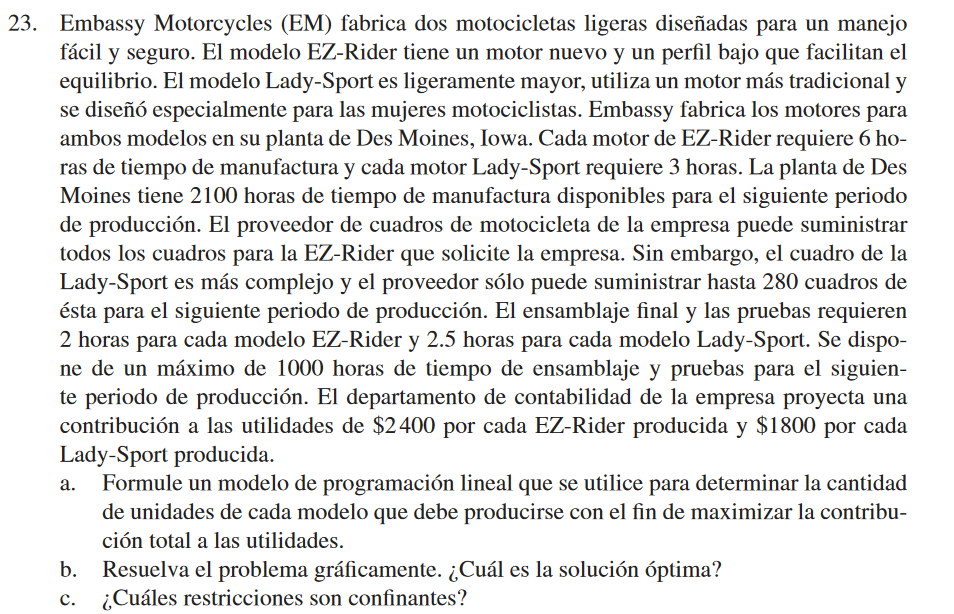 23. Embassy Motorcycles (EM) fabrica dos motocicletas ligeras diseñadas para un manejo
fácil y seguro. El modelo EZ-Rider tiene un motor nuevo y un perfil bajo que facilitan el
equilibrio. El modelo Lady-Sport es ligeramente mayor, utiliza un motor más tradicional y
se diseñó especialmente para las mujeres motociclistas. Embassy fabrica los motores para
ambos modelos en su planta de Des Moines, Iowa. Cada motor de EZ-Rider requiere 6 ho-
ras de tiempo de manufactura y cada motor Lady-Sport requiere 3 horas. La planta de Des
Moines tiene 2100 horas de tiempo de manufactura disponibles para el siguiente periodo
de producción. El proveedor de cuadros de motocicleta de la empresa puede suministrar
todos los cuadros para la EZ-Rider que solicite la empresa. Sin embargo, el cuadro de la
Lady-Sport es más complejo y el proveedor sólo puede suministrar hasta 280 cuadros de
ésta para el siguiente periodo de producción. El ensamblaje final y las pruebas requieren
2 horas para cada modelo EZ-Rider y 2.5 horas para cada modelo Lady-Sport. Se dispo-
ne de un máximo de 1000 horas de tiempo de ensamblaje y pruebas para el siguien-
te periodo de producción. El departamento de contabilidad de la empresa proyecta una
contribución a las utilidades de $2400 por cada EZ-Rider producida y $1800 por cada
Lady-Sport producida.
a. Formule un modelo de programación lineal que se utilice para determinar la cantidad
de unidades de cada modelo que debe producirse con el fin de maximizar la contribu-
ción total a las utilidades.
b. Resuelva el problema gráficamente. ¿Cuál es la solución óptima?
c. ¿Cuáles restricciones son confinantes?